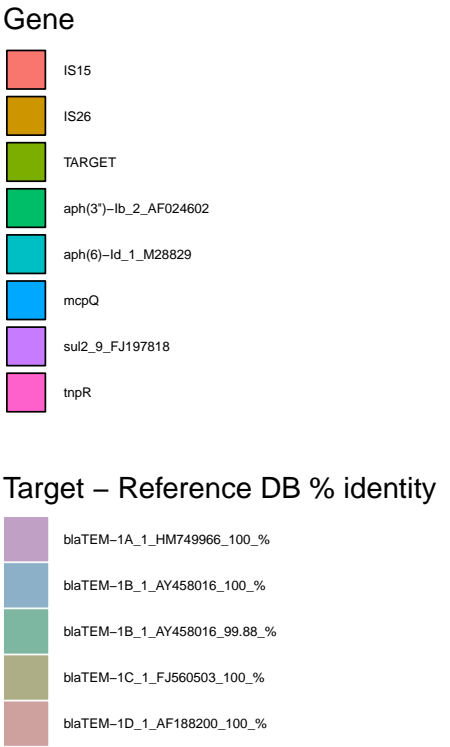 Gene
IS15
IS26
TARGET
aph(3'')−Ib_2_AF024602
aph(6)−Id_1_M28829
mcpQ
sul2_9_FJ197818
tnpR
Target − Reference DB % identity
blaTEM−1A_1_HM749966_100_%
blaTEM−1B_1_AY458016_100_%
blaTEM−1B_1_AY458016_99.88_%
blaTEM−1C_1_FJ560503_100_%
blaTEM−1D_1_AF188200_100_%